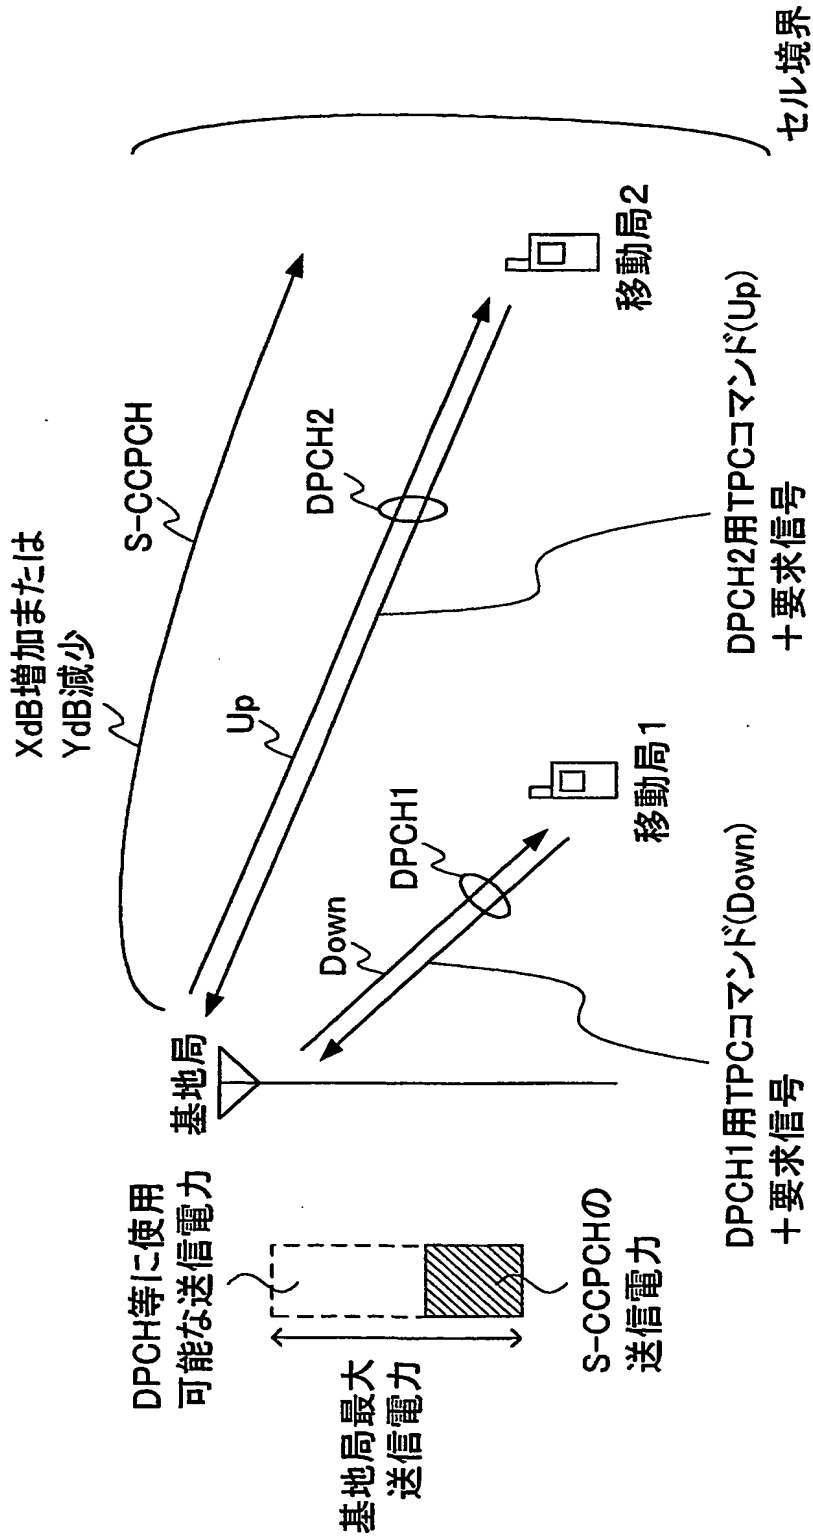 XdB増加または
YdB減少
S-CCPCH
DPCH等に使用
可能な送信電力
基地局
Up
DPCH2
Down
DPCH1
基地局最大
送信電力
S-CCPCHの
送信電力
移動局1
移動局2
DPCH1用TPCコマンド(Down)
+要求信号
DPCH2用TPCコマンド(Up)
+要求信号
セル境界